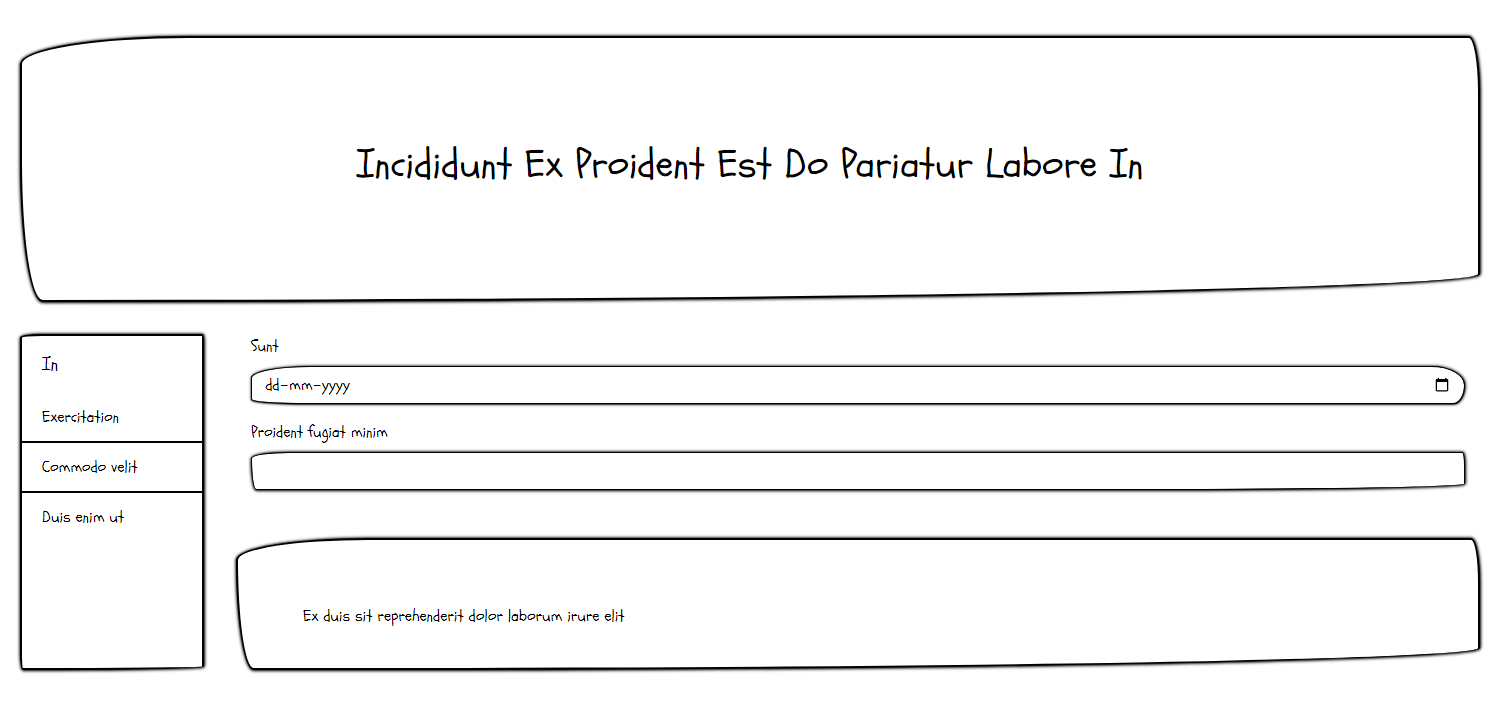 Incididunt Ex Proident Est Do Pariatur Labore In
In
Exercitation
Commodo velit
Duis enim ut
Sunt
dd-mm-yyyy
Proident fugiat minim
Ex duis sit reprehenderit dolor laborum irure elit